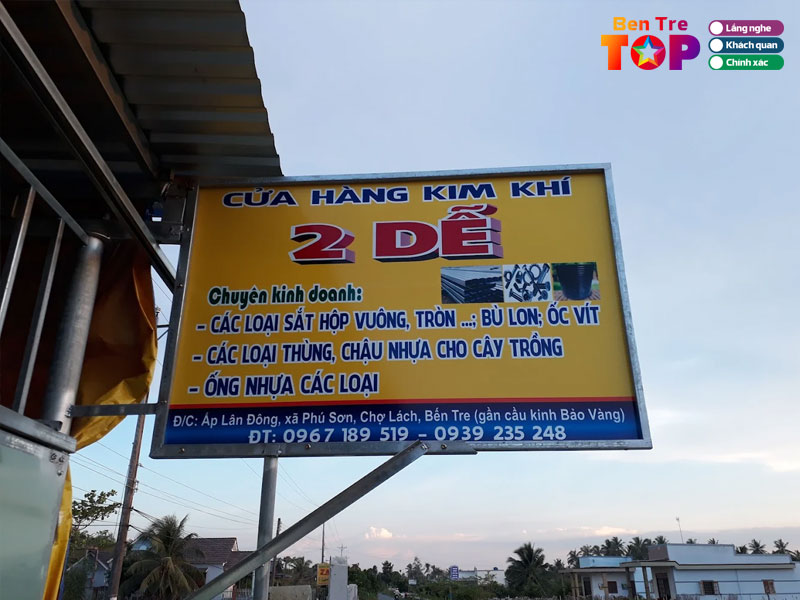 Ben Tre
TOP
Lắng nghe
Khách quan
Chính xác
CỬA HÀNG KIM KHÍ
2 DỄ
Chuyên kinh doanh:
- CÁC LOẠI SẮT HỘP VUÔNG, TRÒN ...; BÙ LON; ỐC VÍT
- CÁC LOẠI THÙNG, CHẬU NHỰA CHO CÂY TRỒNG
- ỐNG NHỰA CÁC LOẠI
Đ/C: Ấp Lân Đông, xã Phú Sơn, Chợ Lách, Bến Tre (gần cầu kinh Bảo Vàng)
ĐT: 0967 189 519 - 0939 235 248